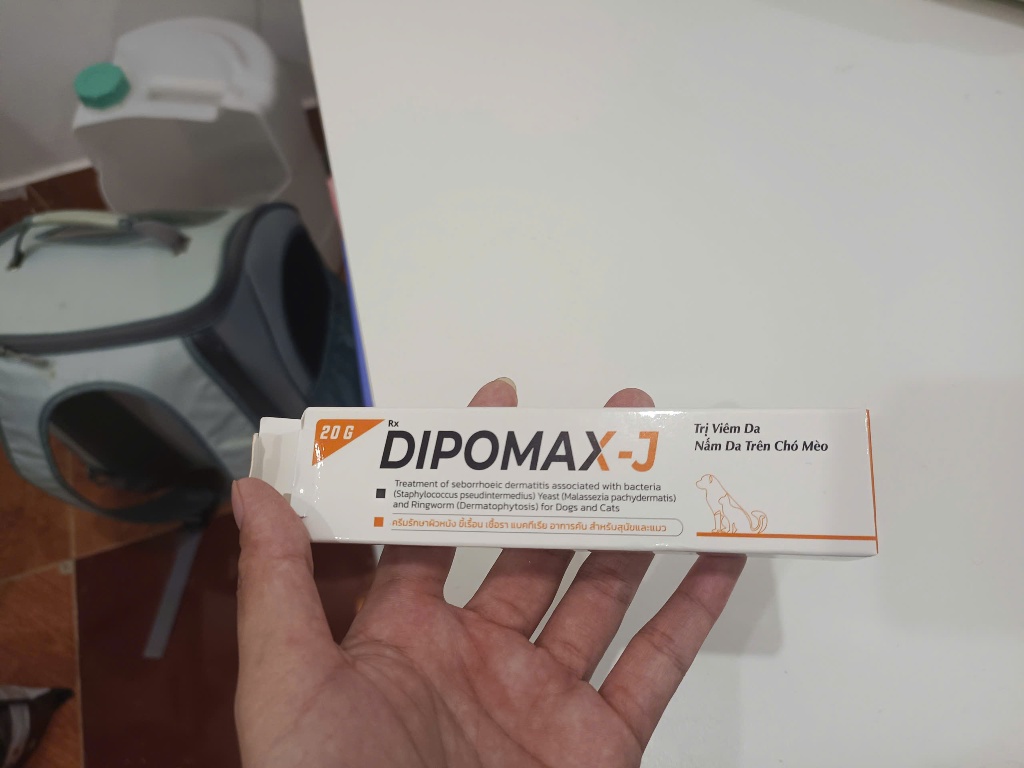 20 G
Rx
DIPOMAX-J
Treatment of seborrhoeic dermatitis associated with bacteria
(Staphylococcus pseudintermedius) Yeast (Malassezia pachydermatis)
and Ringworm (Dermatophytosis) for Dogs and Cats
ครีมรักษาผิวหนัง ขี้เรื้อน เชื้อรา แบคทีเรีย อาการคัน สำหรับสุนัขและแมว
Trị Viêm Da
Nấm Da Trên Chó Mèo